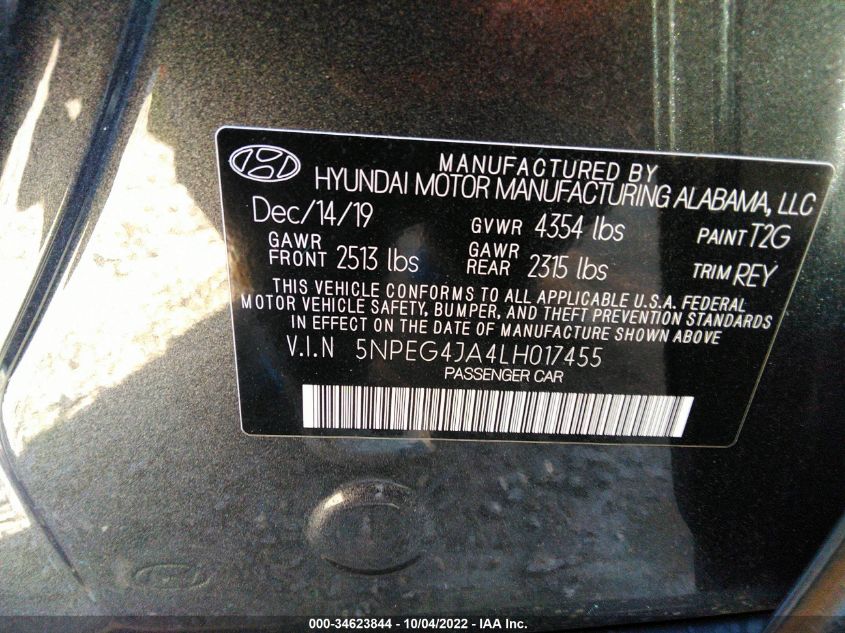 MANUFACTURED BY
HYUNDAI MOTOR MANUFACTURING ALABAMA, LLC
Dec/14/19 GVWR 4354 lbs PAINT T2G
GAWR FRONT 2513 lbs GAWR REAR 2315 lbs TRIM REY
THIS VEHICLE CONFORMS TO ALL APPLICABLE U.S.A. FEDERAL
MOTOR VEHICLE SAFETY, BUMPER, AND THEFT PREVENTION STANDARDS
IN EFFECT ON THE DATE OF MANUFACTURE SHOWN ABOVE
V.I.N 5NPEG4JA4LH017455
PASSENGER CAR
000-34623844 - 10/04/2022 - IAA Inc.